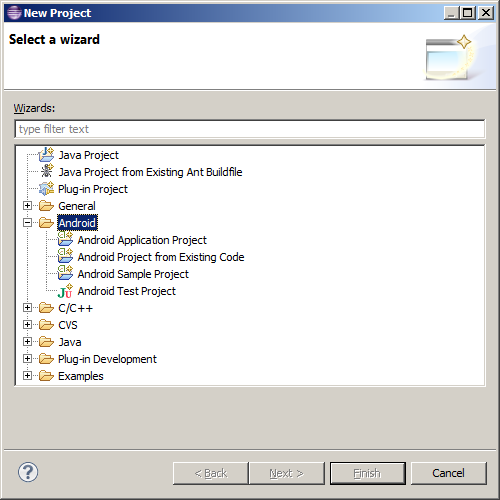 New Project
Select a wizard
Wizards:
type filter text
Java Project
Java Project from Existing Ant Buildfile
Plug-in Project
General
Android
Android Application Project
Android Project from Existing Code
Android Sample Project
Android Test Project
C/C++
CVS
Java
Plug-in Development
Examples
< Back
Next >
Finish
Cancel